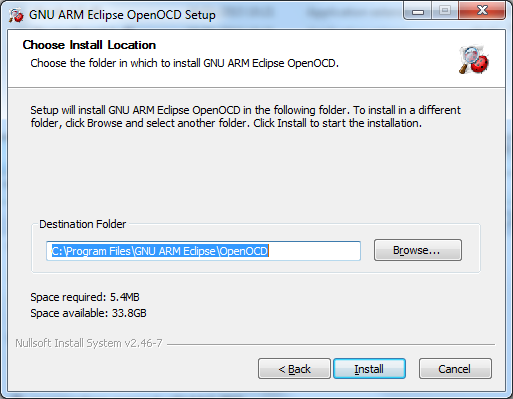 GNU ARM Eclipse OpenOCD Setup
Choose Install Location
Choose the folder in which to install GNU ARM Eclipse OpenOCD.
Setup will install GNU ARM Eclipse OpenOCD in the following folder. To install in a different
folder, click Browse and select another folder. Click Install to start the installation.
Destination Folder
C:\Program Files\GNU ARM Eclipse\OpenOCD
Browse...
Space required: 5.4MB
Space available: 33.8GB
Nullsoft Install System v2.46-7
< Back
Install
Cancel